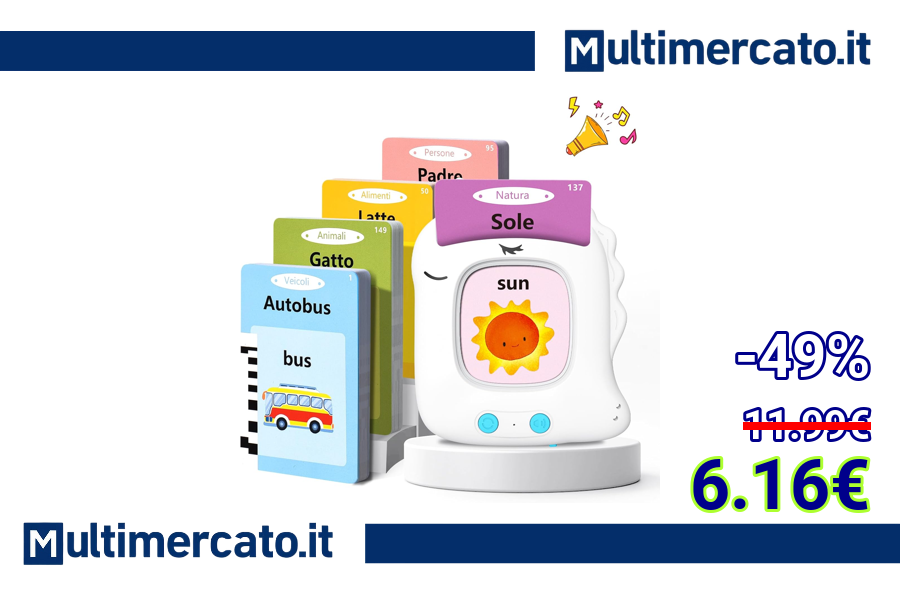 Multimercato.it
Persone 95
Padre
Alimenti 50
Latte
Natura 137
Sole
Animali 149
Gatto
sun
Veicoli
Autobus
bus
-49%
11.99€
6.16€
Multimercato.it